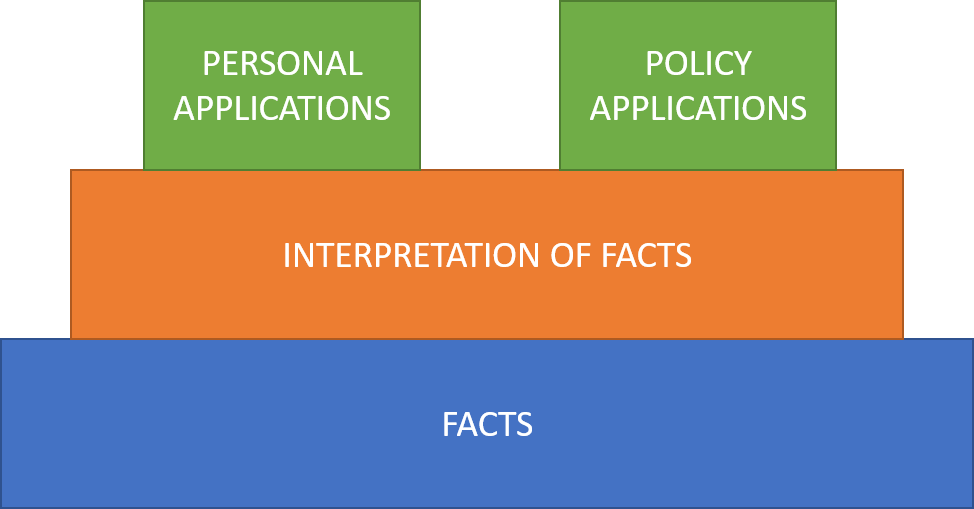 PERSONAL
APPLICATIONS
POLICY
APPLICATIONS
INTERPRETATION OF FACTS
FACTS